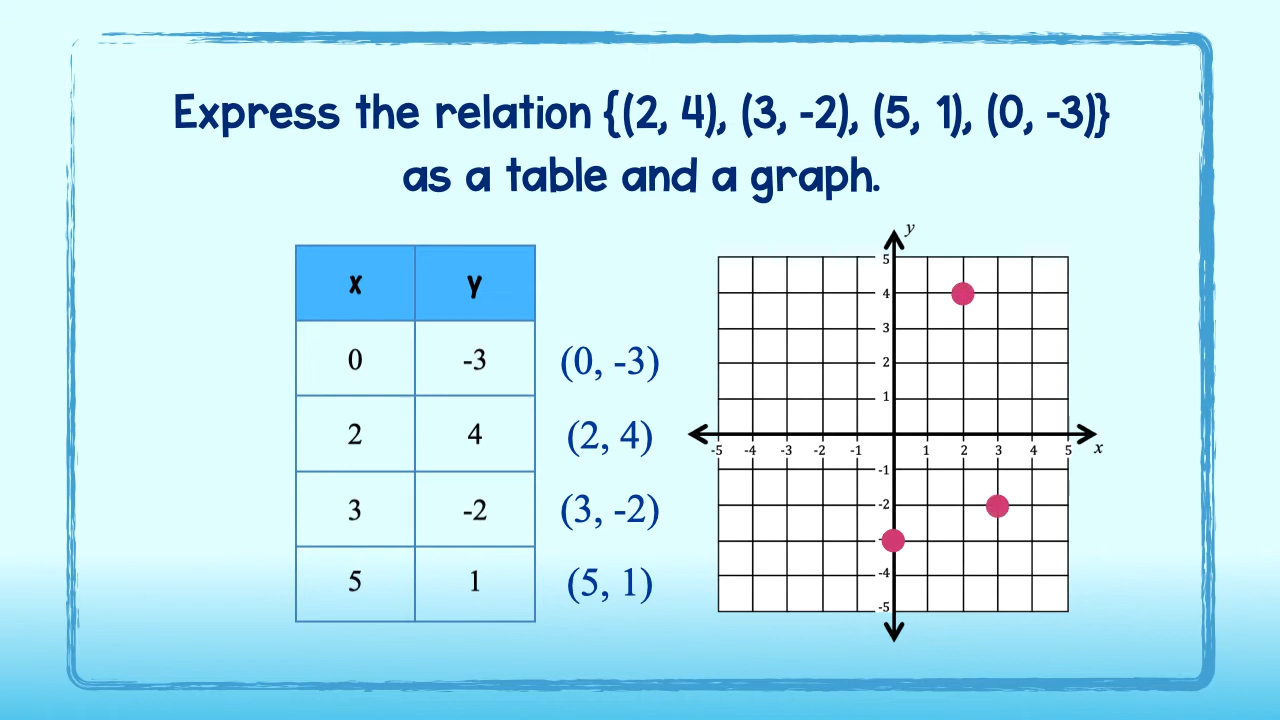 Express the relation {(2, 4), (3, -2), (5, 1), (0, -3)}
as a table and a graph.
x y
0 -3 (0, -3)
2 4 (2, 4)
3 -2 (3, -2)
5 1 (5, 1)
y
5
4
3
2
1
-5 -4 -3 -2 -1 1 2 3 4 5 x
-1
-2
-4
-5